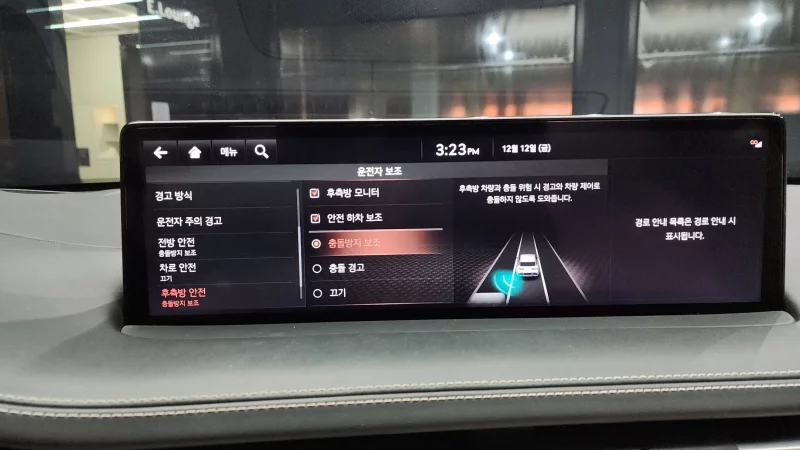 E.Lounge
메뉴
3:23PM
12월 12일 (금)
운전자 보조
경고 방식
운전자 주의 경고
전방 안전
충돌방지 보조
차로 안전
끄기
후측방 안전
충돌방지 보조
후측방 모니터
안전 하차 보조
충돌방지 보조
충돌 경고
끄기
후측방 차량과 충돌 위험 시 경고와 차량 제어로
충돌하지 않도록 도와줍니다.
경로 안내 목록은 경로 안내 시
표시됩니다.